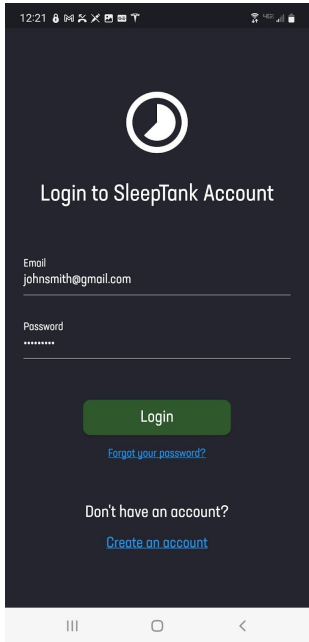 12:21
Login to SleepTank Account
Email
johnsmith@gmail.com
Password
•••••••••
Login
Forgot your password?
Don't have an account?
Create an account